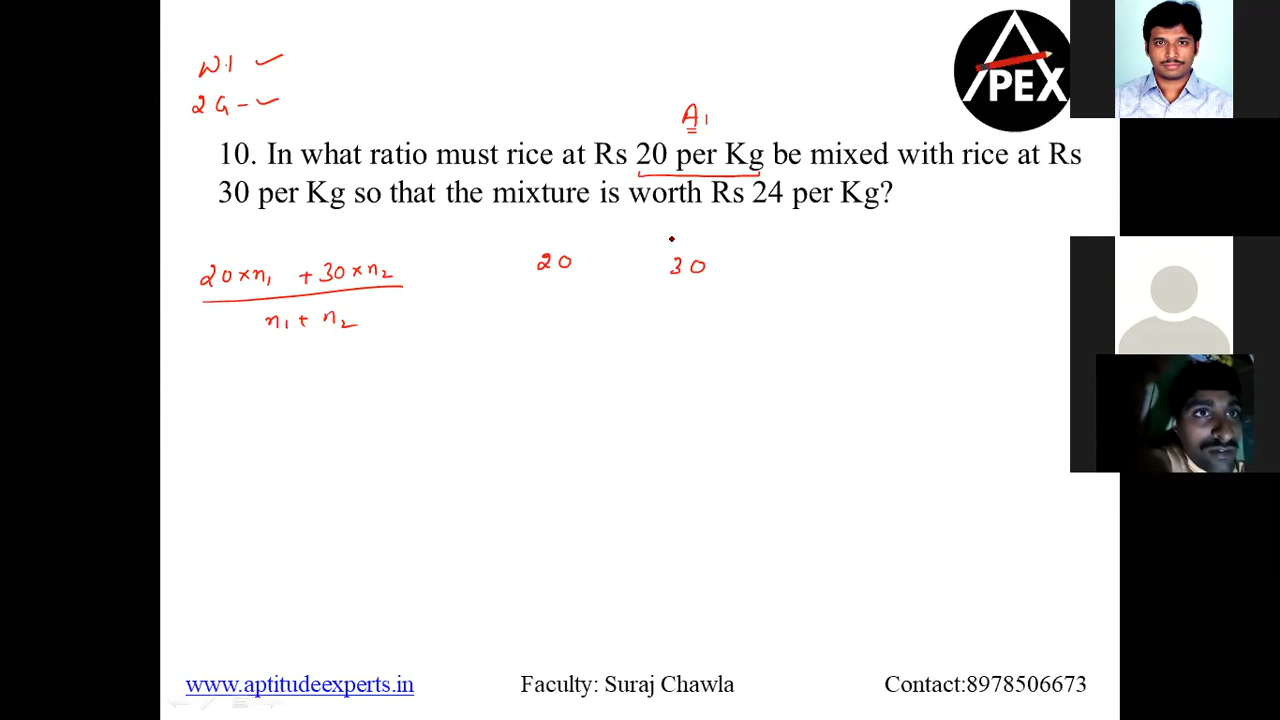 W.1 ✓
2G - ✓
A1
PEX
10. In what ratio must rice at Rs 20 per Kg be mixed with rice at Rs
30 per Kg so that the mixture is worth Rs 24 per Kg?
20×n₁ + 30×n₂
n₁ + n₂
20 30
www.aptitudeexperts.in Faculty: Suraj Chawla Contact:8978506673